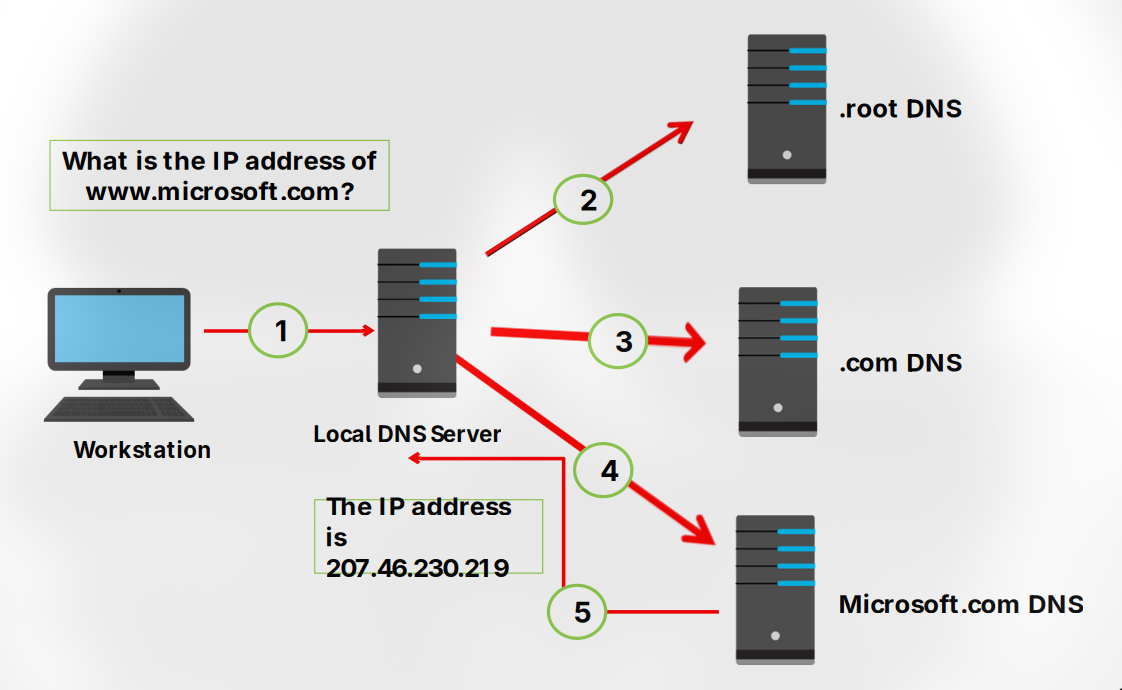 .root DNS
What is the IP address of
www.microsoft.com?
2
1
3
.com DNS
Local DNS Server
Workstation
4
The IP address
is
207.46.230.219
5
Microsoft.com DNS